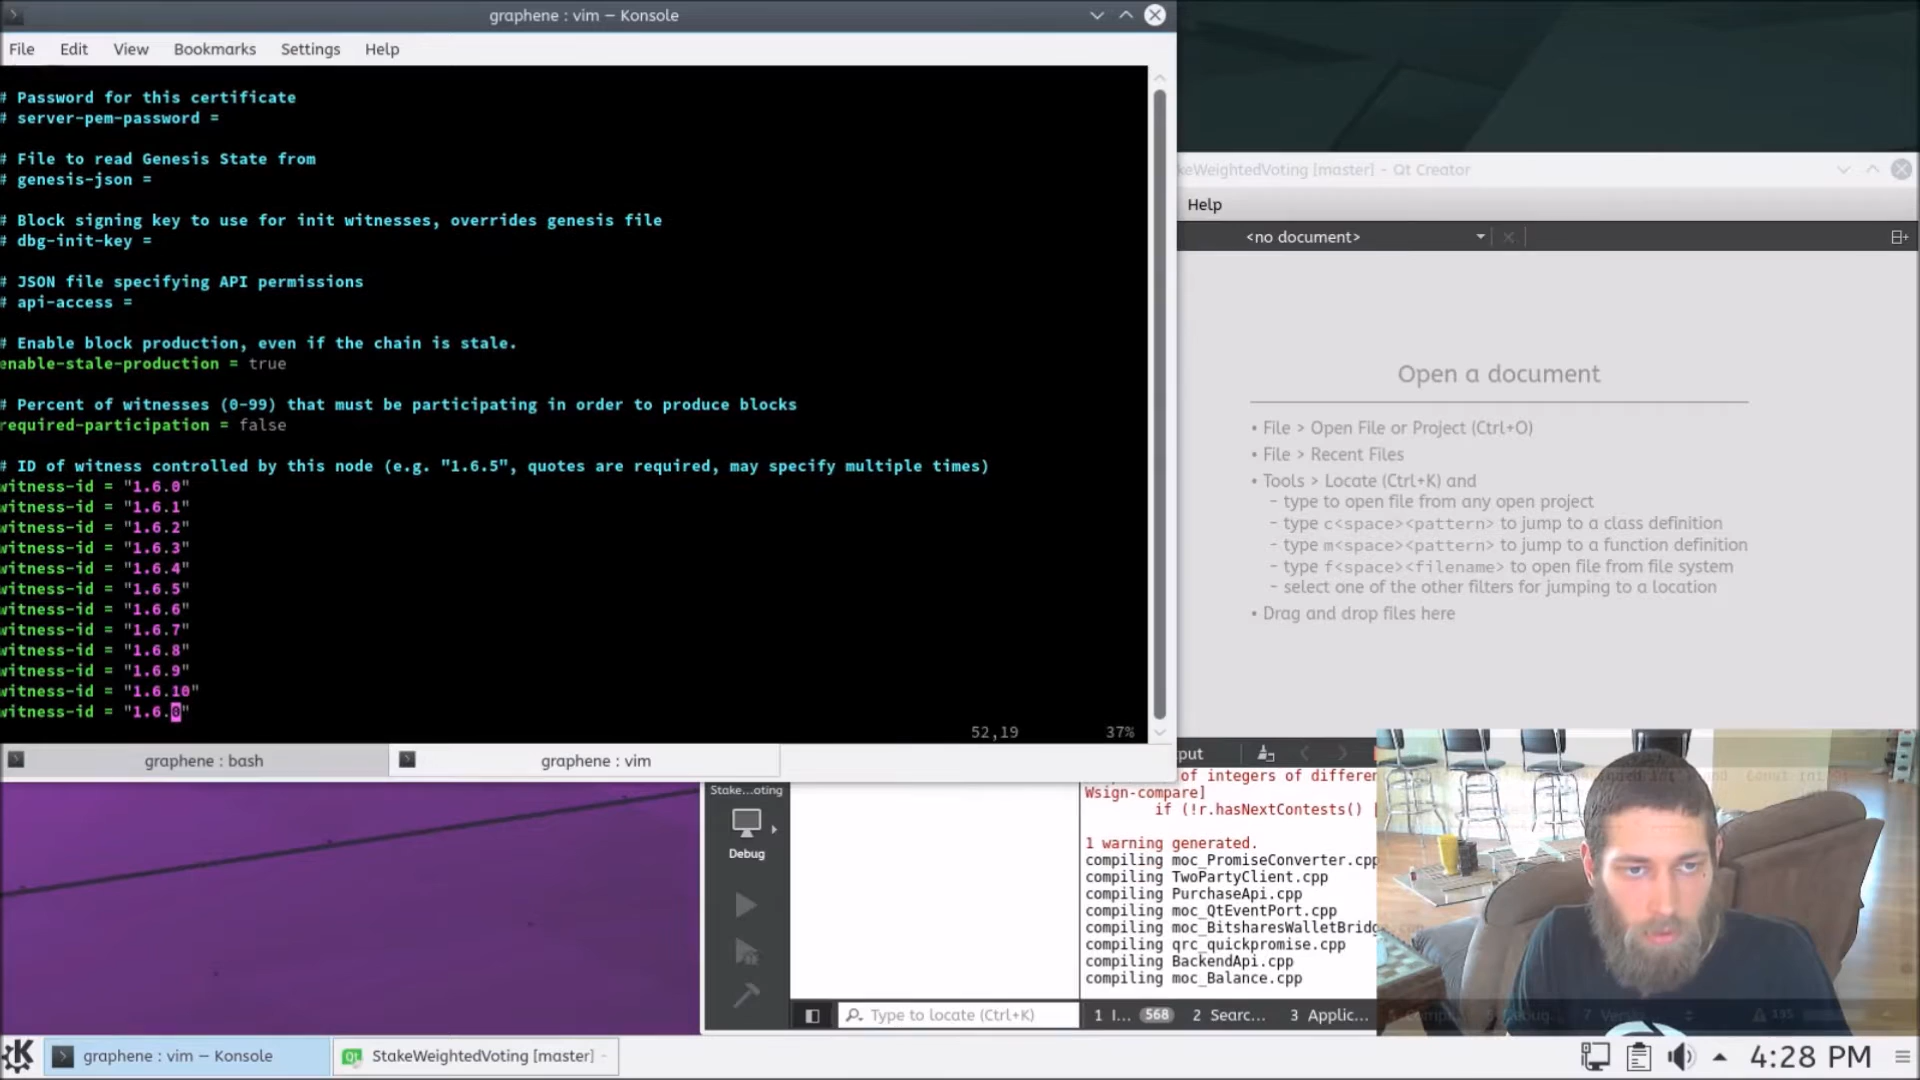 graphene : vim — Konsole
File Edit View Bookmarks Settings Help
# Password for this certificate
# server-pem-password =
# File to read Genesis State from
# genesis-json =
# Block signing key to use for init witnesses, overrides genesis file
# dbg-init-key =
# JSON file specifying API permissions
# api-access =
# Enable block production, even if the chain is stale.
enable-stale-production = true
# Percent of witnesses (0-99) that must be participating in order to produce blocks
required-participation = false
# ID of witness controlled by this node (e.g. "1.6.5", quotes are required, may specify multiple times)
witness-id = "1.6.0"
witness-id = "1.6.1"
witness-id = "1.6.2"
witness-id = "1.6.3"
witness-id = "1.6.4"
witness-id = "1.6.5"
witness-id = "1.6.6"
witness-id = "1.6.7"
witness-id = "1.6.8"
witness-id = "1.6.9"
witness-id = "1.6.10"
witness-id = "1.6.0"
52,19 37%
graphene : bash graphene : vim
keWeightedVoting [master] - Qt Creator
Help
<no document>
Open a document
• File > Open File or Project (Ctrl+O)
• File > Recent Files
• Tools > Locate (Ctrl+K) and
- type to open file from any open project
- type c<space><pattern> to jump to a class definition
- type m<space><pattern> to jump to a function definition
- type f<space><filename> to open file from file system
- select one of the other filters for jumping to a location
• Drag and drop files here
put
Stake...oting
Debug
of integers of differen
Wsign-compare]
if (!r.hasNextContests() |
1 warning generated.
compiling moc_PromiseConverter.cpp
compiling TwoPartyClient.cpp
compiling PurchaseApi.cpp
compiling moc_QtEventPort.cpp
compiling moc_BitsharesWalletBridg
compiling qrc_quickpromise.cpp
compiling BackendApi.cpp
compiling moc_Balance.cpp
Type to locate (Ctrl+K) 1 I... 568 2 Searc... 3 Applic...
graphene : vim — Konsole StakeWeightedVoting [master] - 4:28 PM